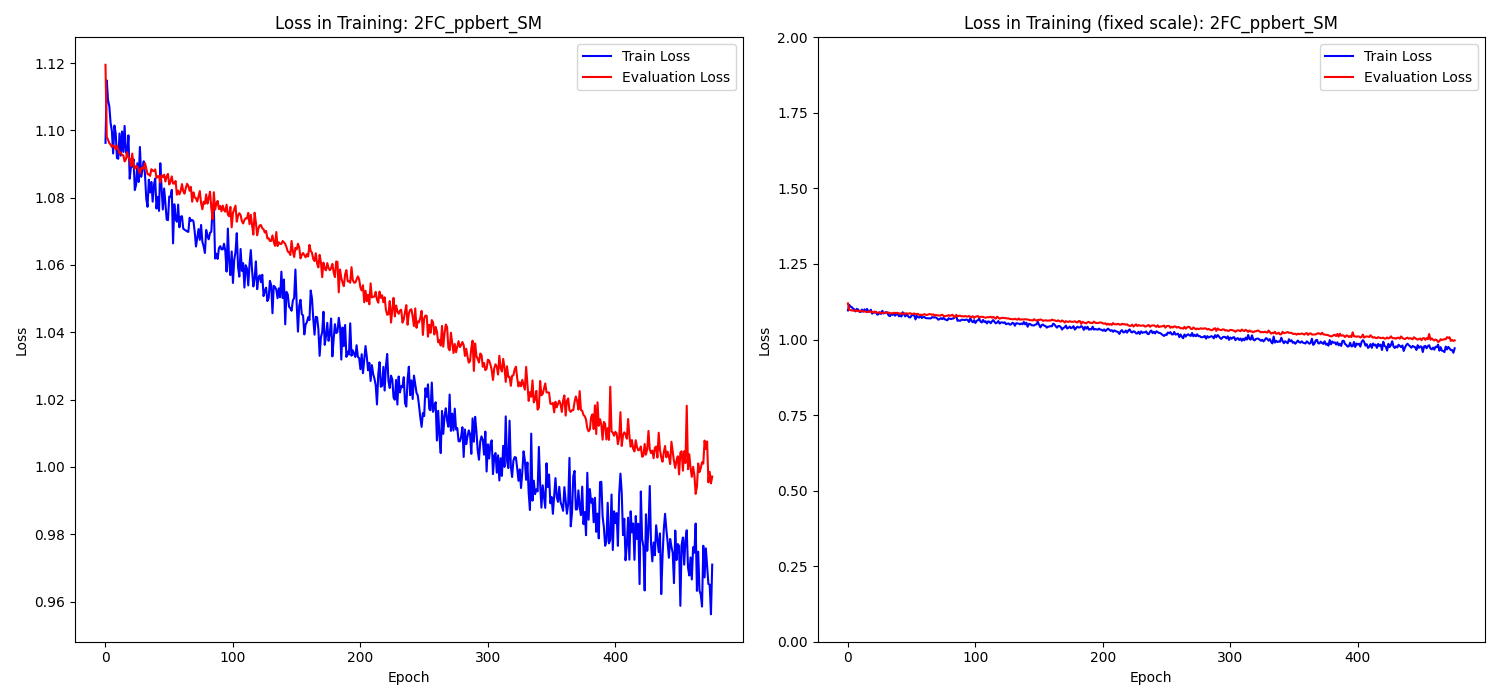 Loss in Training: 2FC_ppbert_SM
Train Loss
Evaluation Loss
1.12
1.10
1.08
1.06
1.04
1.02
1.00
0.98
0.96
Loss
0
100
200
300
400
Epoch
Loss in Training (fixed scale): 2FC_ppbert_SM
Train Loss
Evaluation Loss
2.00
1.75
1.50
1.25
1.00
0.75
0.50
0.25
0.00
Loss
0
100
200
300
400
Epoch